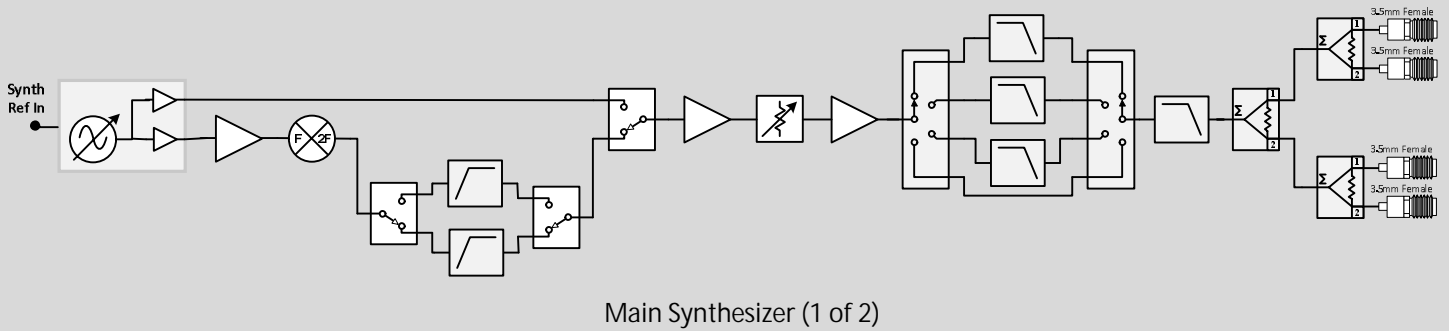 Synth
Ref In
F 2F
Σ 1
2
Σ 1
2
Σ 1
2
3.5mm Female
3.5mm Female
3.5mm Female
3.5mm Female
Main Synthesizer (1 of 2)